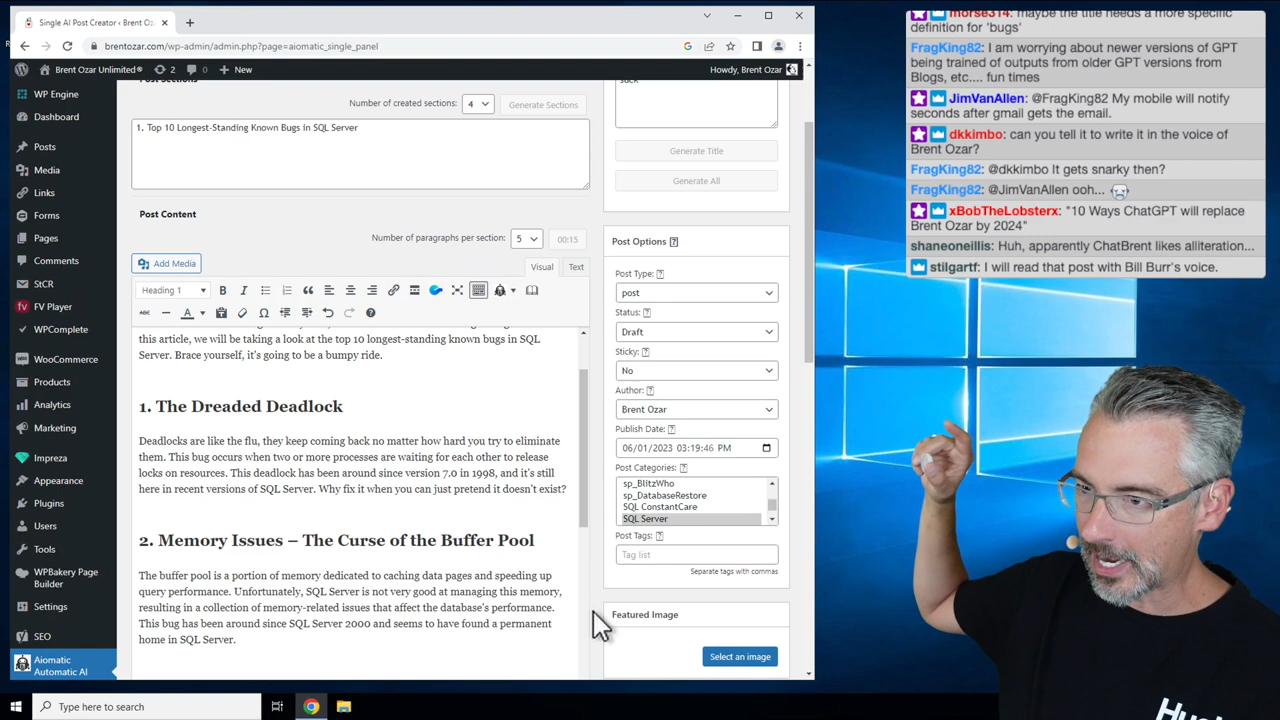 Single AI Post Creator ‹ Brent Oz
brentozar.com/wp-admin/admin.php?page=aiomatic_single_panel
Brent Ozar Unlimited® 2 0 New Howdy, Brent Ozar
WP Engine
Dashboard
Posts
Media
Links
Forms
Pages
Comments
StCR
FV Player
WPComplete
WooCommerce
Products
Analytics
Marketing
Impreza
Appearance
Plugins
Users
Tools
WPBakery Page
Builder
Settings
SEO
Aiomatic
Automatic AI
Number of created sections: 4 Generate Sections
1. Top 10 Longest-Standing Known Bugs in SQL Server
Post Content
Number of paragraphs per section: 5 00:15
Add Media
Visual Text
Heading 1 B I
ABC A
this article, we will be taking a look at the top 10 longest-standing known bugs in SQL
Server. Brace yourself, it's going to be a bumpy ride.
1. The Dreaded Deadlock
Deadlocks are like the flu, they keep coming back no matter how hard you try to eliminate
them. This bug occurs when two or more processes are waiting for each other to release
locks on resources. This deadlock has been around since version 7.0 in 1998, and it's still
here in recent versions of SQL Server. Why fix it when you can just pretend it doesn't exist?
2. Memory Issues – The Curse of the Buffer Pool
The buffer pool is a portion of memory dedicated to caching data pages and speeding up
query performance. Unfortunately, SQL Server is not very good at managing this memory,
resulting in a collection of memory-related issues that affect the database's performance.
This bug has been around since SQL Server 2000 and seems to have found a permanent
home in SQL Server.
suck
Generate Title
Generate All
Post Options [?]
Post Type: [?]
post
Status: [?]
Draft
Sticky: [?]
No
Author: [?]
Brent Ozar
Publish Date: [?]
06/01/2023 03:19:46 PM
Post Categories: [?]
sp_BlitzWho
sp_DatabaseRestore
SQL ConstantCare
SQL Server
Post Tags: [?]
Tag list
Separate tags with commas
Featured Image
Select an image
Type here to search
morse314: maybe the title needs a more specific
definition for 'bugs'
FragKing82: I am worrying about newer versions of GPT
being trained of outputs from older GPT versions from
Blogs, etc.... fun times
JimVanAllen: @FragKing82 My mobile will notify
seconds after gmail gets the email.
dkkimbo: can you tell it to write it in the voice of
Brent Ozar?
FragKing82: @dkkimbo It gets snarky then?
FragKing82: @JimVanAllen ooh...
xBobTheLobsterx: "10 Ways ChatGPT will replace
Brent Ozar by 2024"
shaneoneillis: Huh, apparently ChatBrent likes alliteration...
stilgartf: I will read that post with Bill Burr's voice.